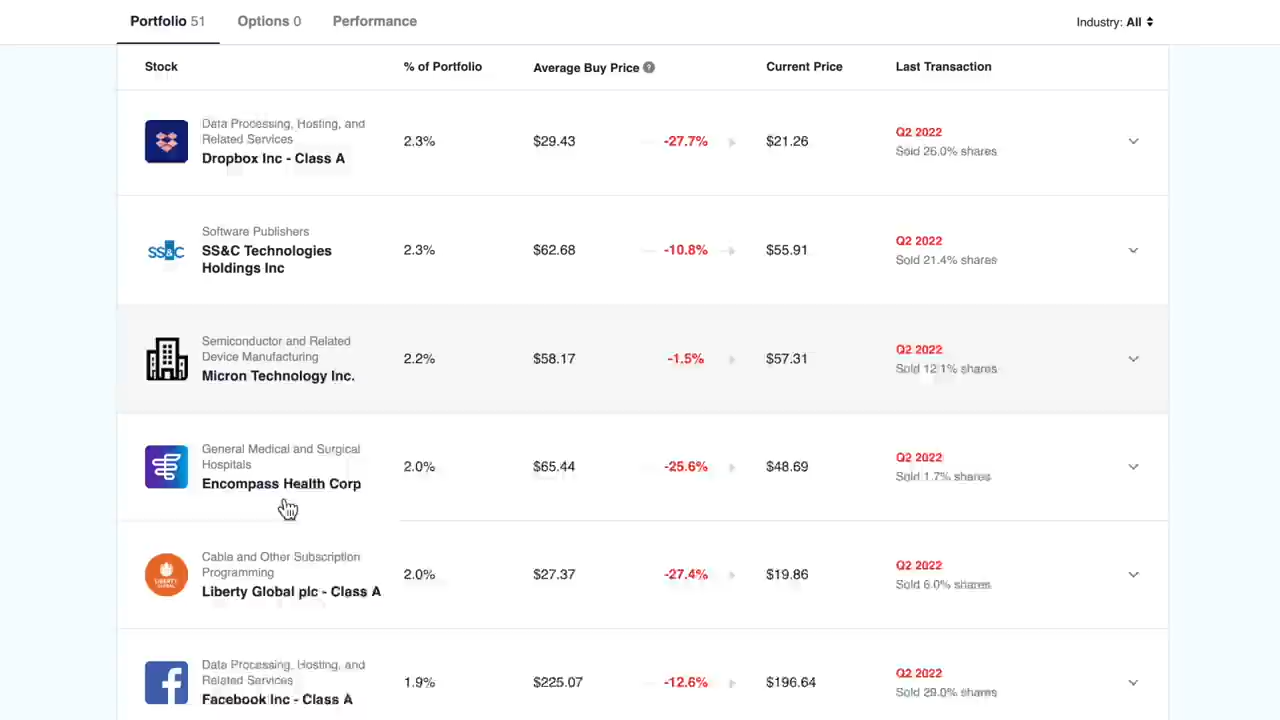 Portfolio 51 Options 0 Performance Industry: All
Stock % of Portfolio Average Buy Price ? Current Price Last Transaction
Data Processing, Hosting, and
Related Services
Dropbox Inc - Class A
2.3% $29.43 -27.7% $21.26
Q2 2022
Sold 26.0% shares
Software Publishers
SS&C
SS&C Technologies
Holdings Inc
2.3% $62.68 -10.8% $55.91
Q2 2022
Sold 21.4% shares
Semiconductor and Related
Device Manufacturing
Micron Technology Inc.
2.2% $58.17 -1.5% $57.31
Q2 2022
Sold 12.1% shares
General Medical and Surgical
Hospitals
Encompass Health Corp
2.0% $65.44 -25.6% $48.69
Q2 2022
Sold 1.7% shares
Cable and Other Subscription
Programming
LIBERTY
GLOBAL
Liberty Global plc - Class A
2.0% $27.37 -27.4% $19.86
Q2 2022
Sold 6.0% shares
Data Processing, Hosting, and
Related Services
Facebook Inc - Class A
1.9% $225.07 -12.6% $196.64
Q2 2022
Sold 29.0% shares